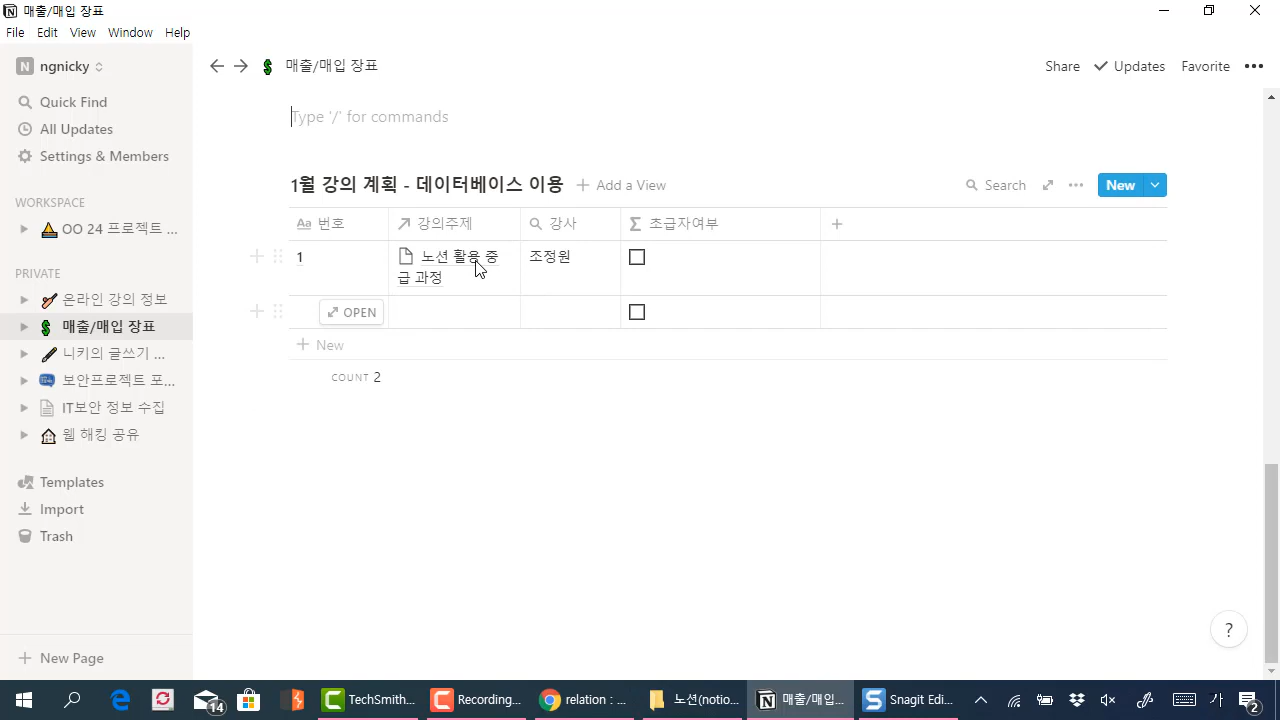 매출/매입 장표
File Edit View Window Help
N ngnicky
매출/매입 장표
Share Updates Favorite
Quick Find
All Updates
Settings & Members
WORKSPACE
OO 24 프로젝트 ...
PRIVATE
온라인 강의 정보
매출/매입 장표
니키의 글쓰기 ...
보안프로젝트 포...
IT보안 정보 수집
웹 해킹 공유
Templates
Import
Trash
New Page
Type '/' for commands
1월 강의 계획 - 데이터베이스 이용 + Add a View Search New
Aa 번호 강의주제 강사 Σ 초급자여부 +
1 노션 활용 중급 과정 조정원
OPEN
+ New
COUNT 2
?
14 TechSmith... Recording... relation : ... 노션(notio... 매출/매입... Snagit Edi... 가 2